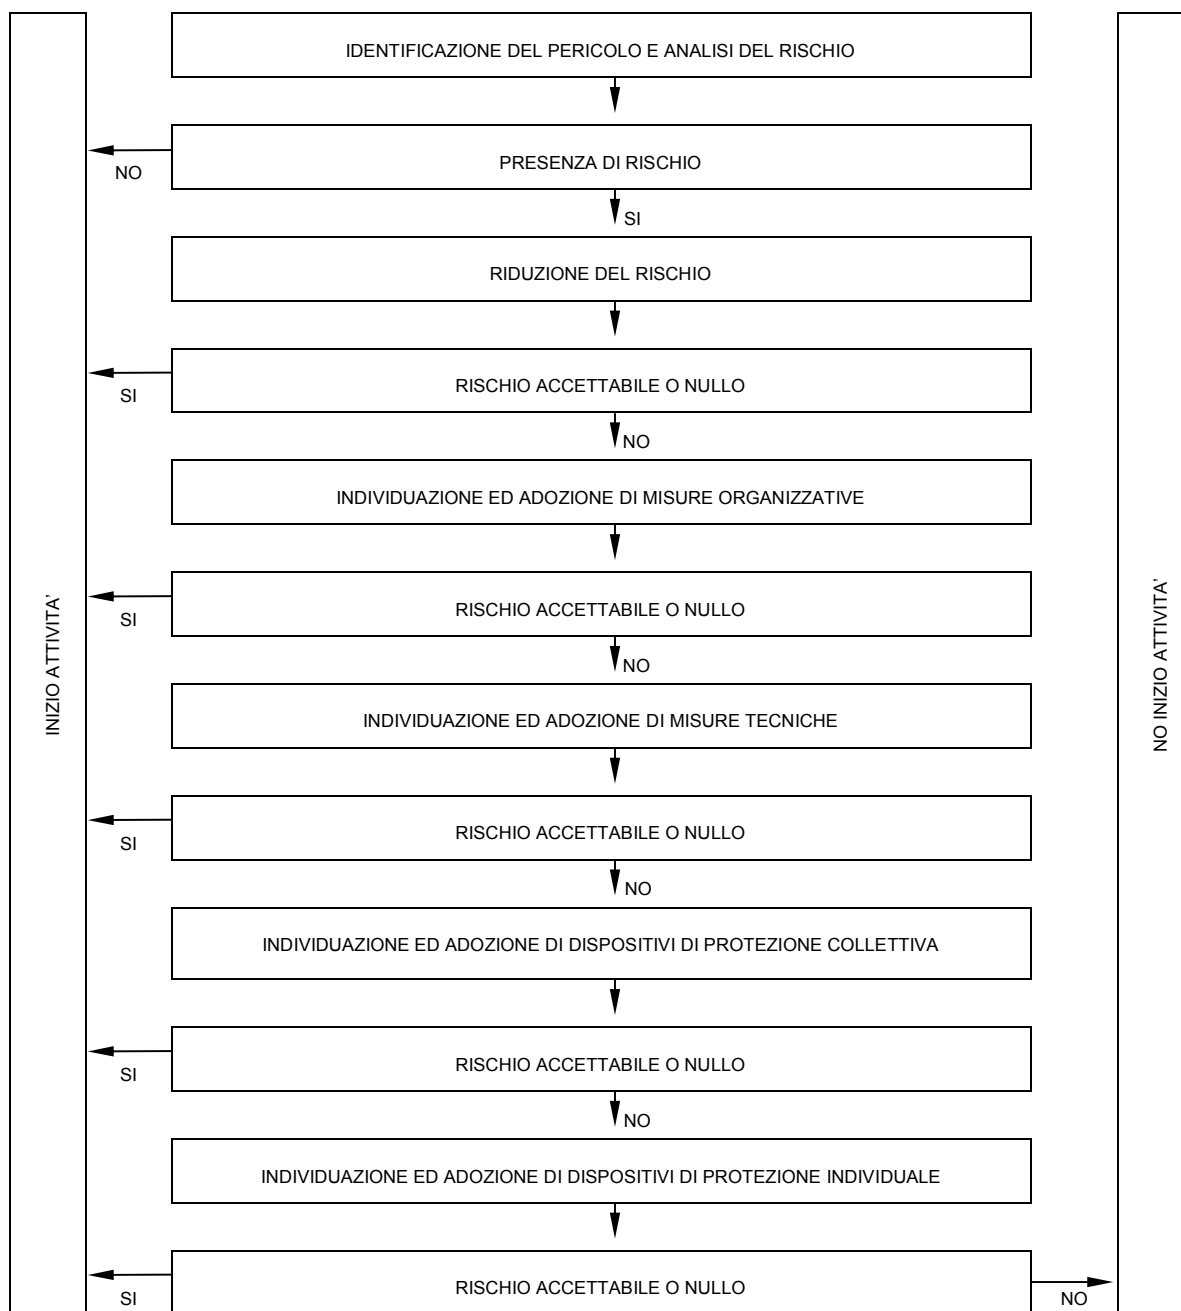 IDENTIFICAZIONE DEL PERICOLO E ANALISI DEL RISCHIO
PRESENZA DI RISCHIO
NO
SI
RIDUZIONE DEL RISCHIO
RISCHIO ACCETTABILE O NULLO
SI
NO
INDIVIDUAZIONE ED ADOZIONE DI MISURE ORGANIZZATIVE
RISCHIO ACCETTABILE O NULLO
SI
NO
INDIVIDUAZIONE ED ADOZIONE DI MISURE TECNICHE
RISCHIO ACCETTABILE O NULLO
SI
NO
INDIVIDUAZIONE ED ADOZIONE DI DISPOSITIVI DI PROTEZIONE COLLETTIVA
RISCHIO ACCETTABILE O NULLO
SI
NO
INDIVIDUAZIONE ED ADOZIONE DI DISPOSITIVI DI PROTEZIONE INDIVIDUALE
RISCHIO ACCETTABILE O NULLO
SI
NO
INIZIO ATTIVITA’
NO INIZIO ATTIVITA’